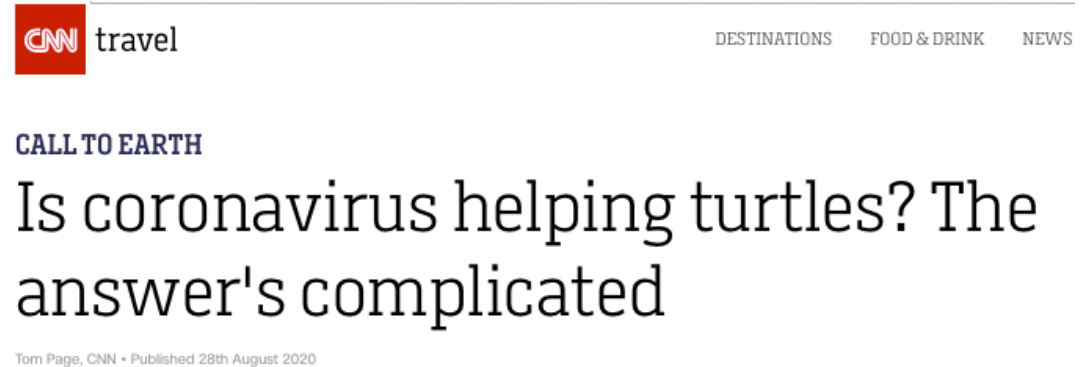 CNN travel
DESTINATIONS FOOD & DRINK NEWS
CALL TO EARTH
Is coronavirus helping turtles? The
answer's complicated
Tom Page, CNN • Published 28th August 2020